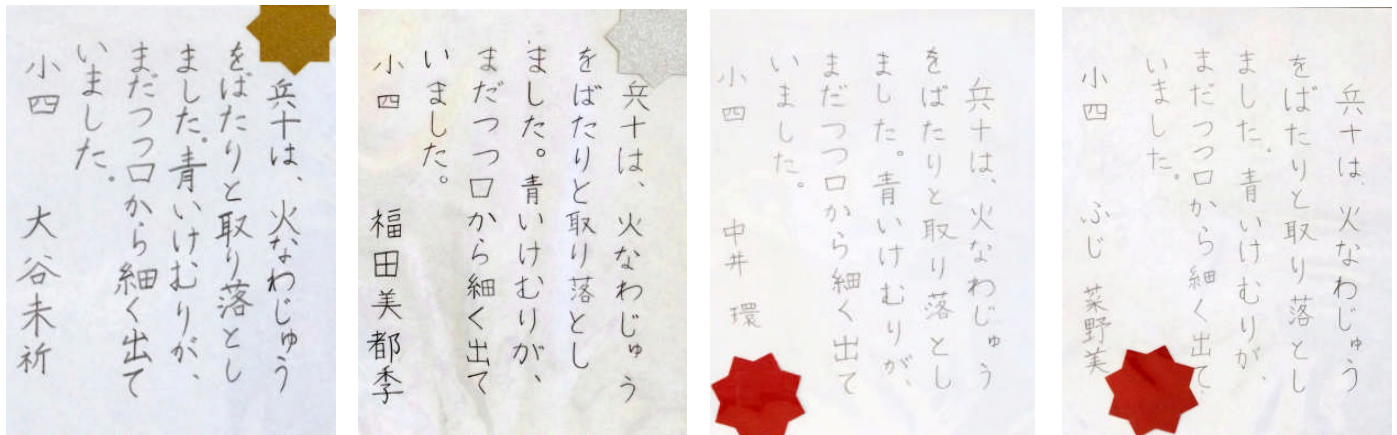 兵十は、火なわじゅう
をばたりと取り落とし
ました。青いけむりが、
まだつつ口から細く出て
いました。
小四 大谷未祈
兵十は、火なわじゅう
をばたりと取り落とし
ました。青いけむりが、
まだつつ口から細く出て
いました。
小四 福田美都季
兵十は、火なわじゅう
をばたりと取り落とし
ました。青いけむりが、
まだつつ口から細く出て
いました。
小四 中井 環
兵十は、火なわじゅう
をばたりと取り落とし
ました。青いけむりが、
まだつつ口から細く出て
いました。
小四 ふじ 菜野美